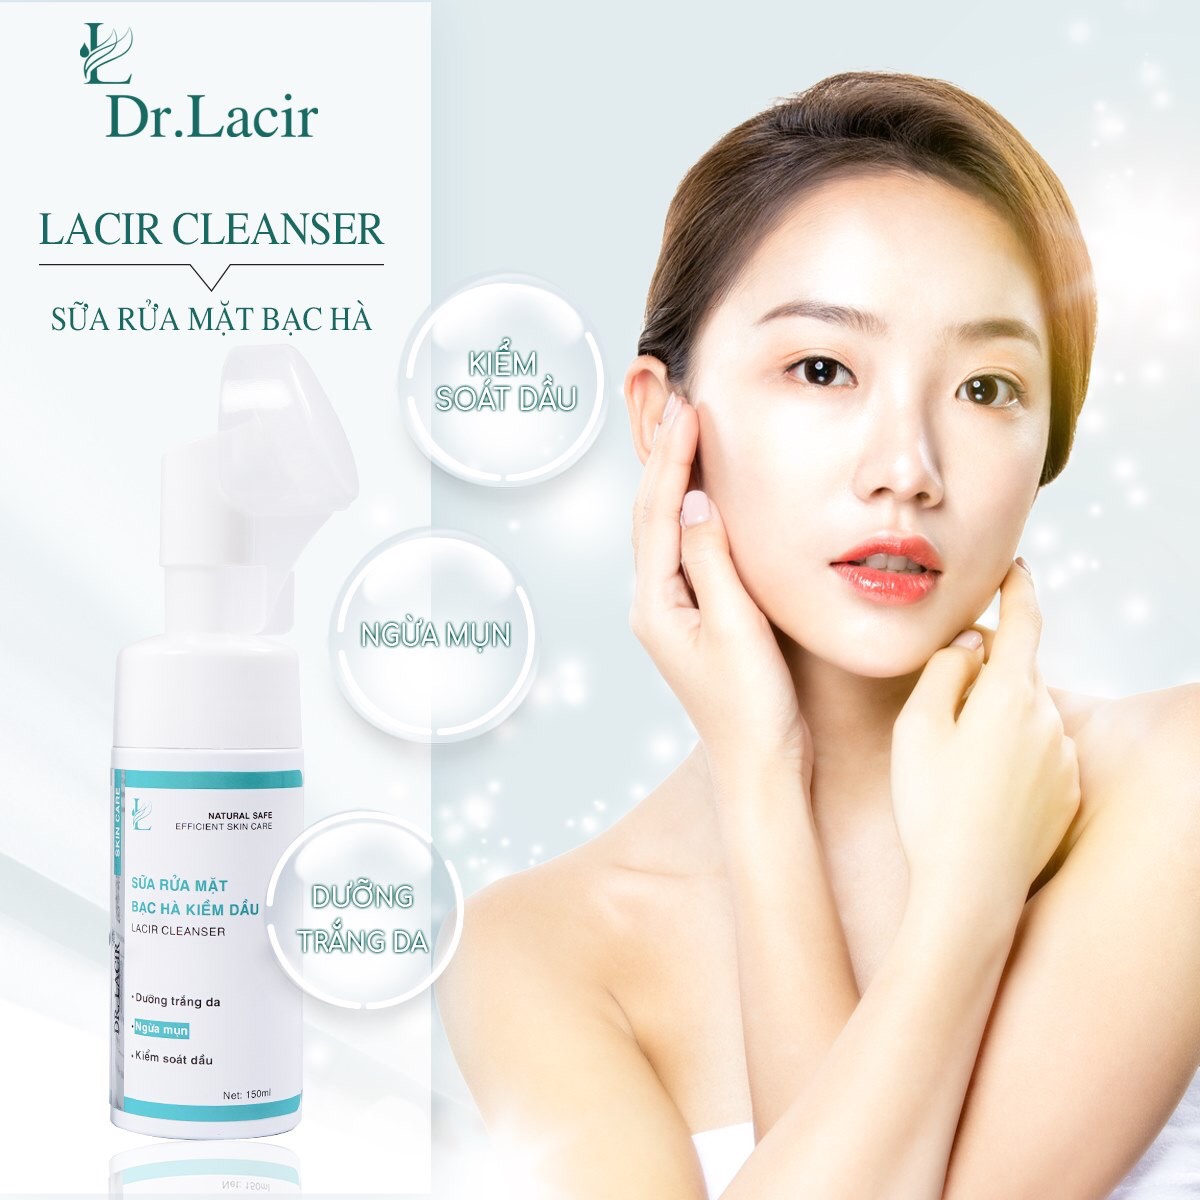 Dr.Lacir
LACIR CLEANSER
SỮA RỬA MẶT BẠC HÀ
KIỂM
SOÁT DẦU
NGỪA MỤN
DƯỠNG
TRẮNG DA
SKIN CARE
DR. LACIR
NATURAL SAFE
EFFICIENT SKIN CARE
SỮA RỬA MẶT
BẠC HÀ KIỀM DẦU
LACIR CLEANSER
• Dưỡng trắng da
• Ngừa mụn
• Kiểm soát dầu
Net: 150ml
Net: 150ml